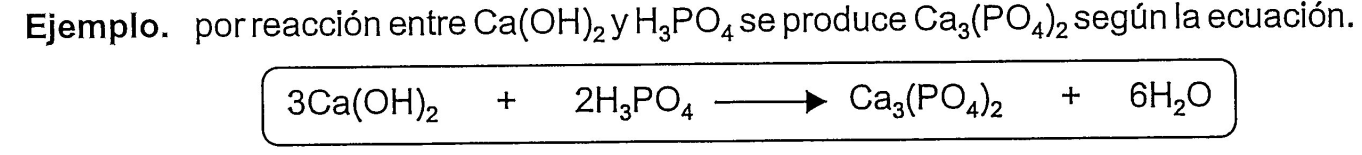 Ejemplo. por reacción entre Ca(OH)₂ y H₃PO₄ se produce Ca₃(PO₄)₂ según la ecuación.
3Ca(OH)₂ + 2H₃PO₄ ⟶ Ca₃(PO₄)₂ + 6H₂O